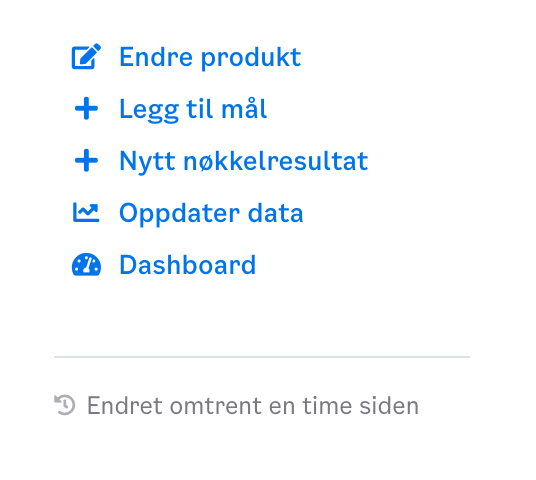 Endre produkt
Legg til mål
Nytt nøkkelresultat
Oppdater data
Dashboard
Endret omtrent en time siden